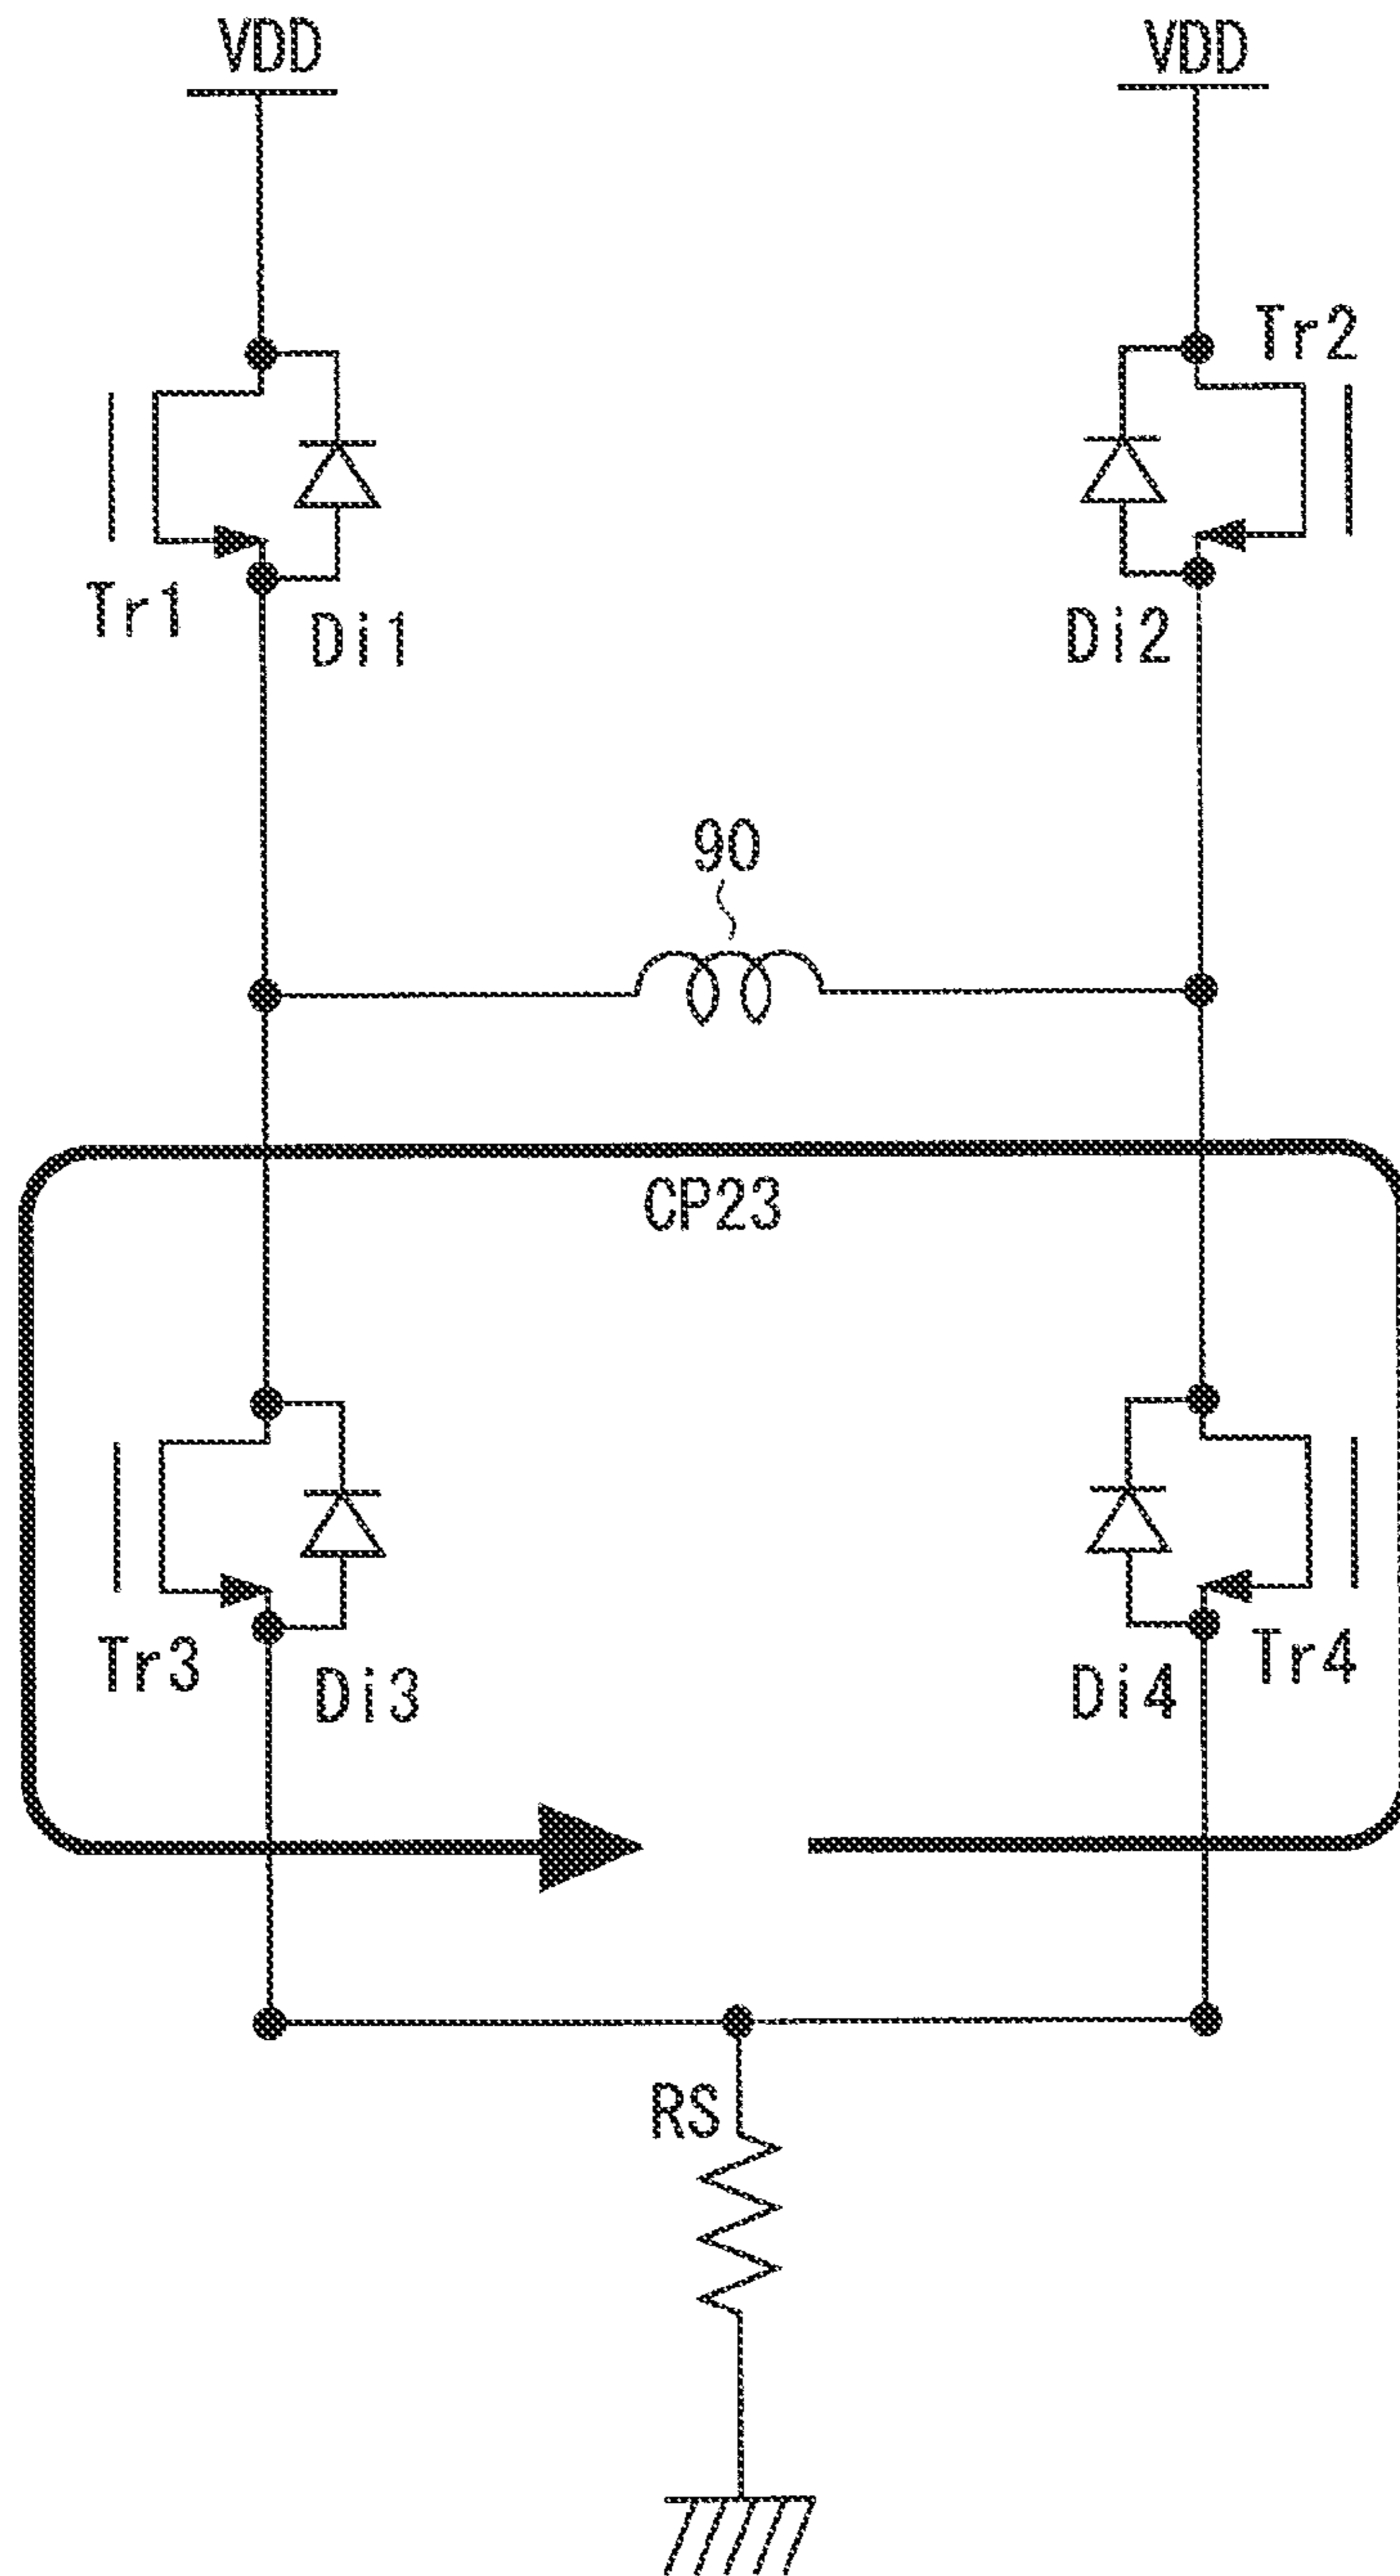 VDD
VDD
Tr2
Tr1
Di1
Di2
90
CP23
Tr3
Di3
Di4
Tr4
RS